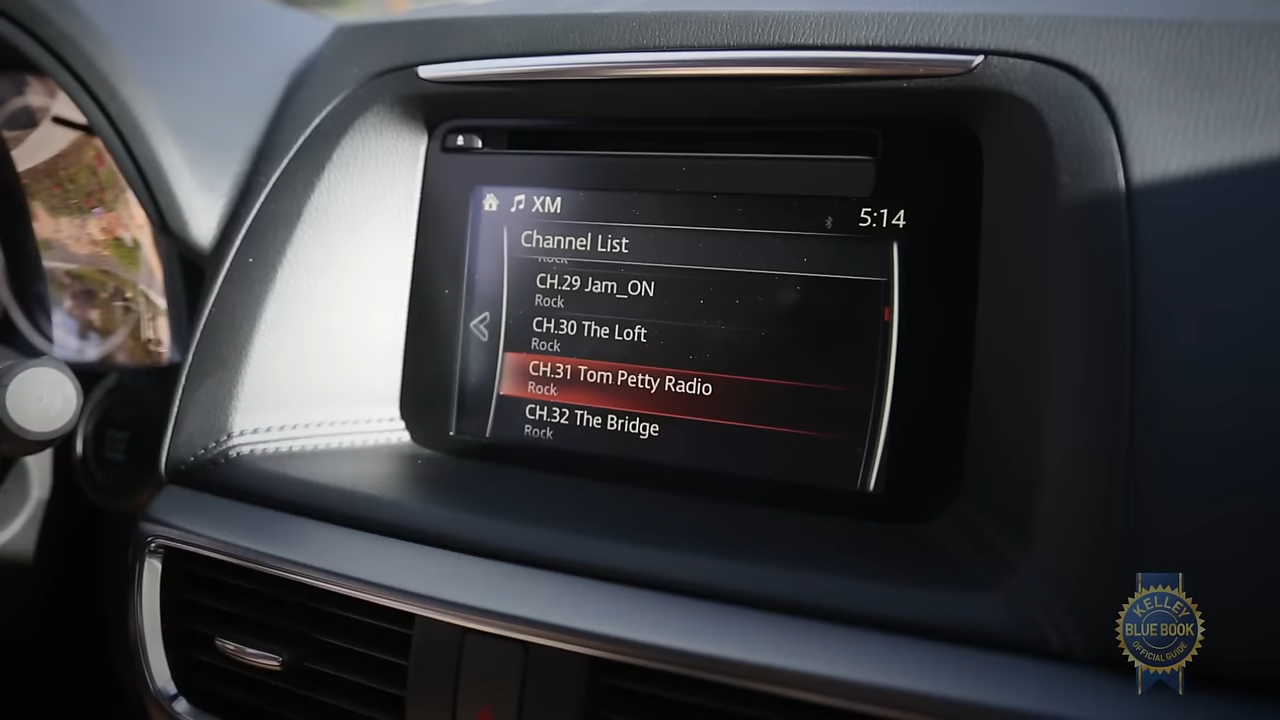 XM
5:14
Channel List
Rock
CH.29 Jam_ON
Rock
CH.30 The Loft
Rock
CH.31 Tom Petty Radio
Rock
CH.32 The Bridge
Rock
KELLEY
BLUE BOOK
OFFICIAL GUIDE